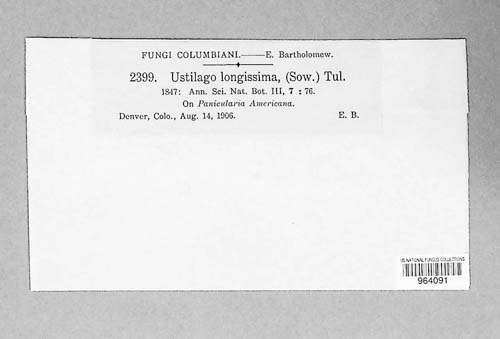 FUNGI COLUMBIANI.——E. Bartholomew.
2399. Ustilago longissima, (Sow.) Tul.
1847: Ann. Sci. Nat. Bot. III, 7 : 76.
On Panicularia Americana.
Denver, Colo., Aug. 14, 1906. E. B.
US NATIONAL FUNGUS COLLECTIONS
964091